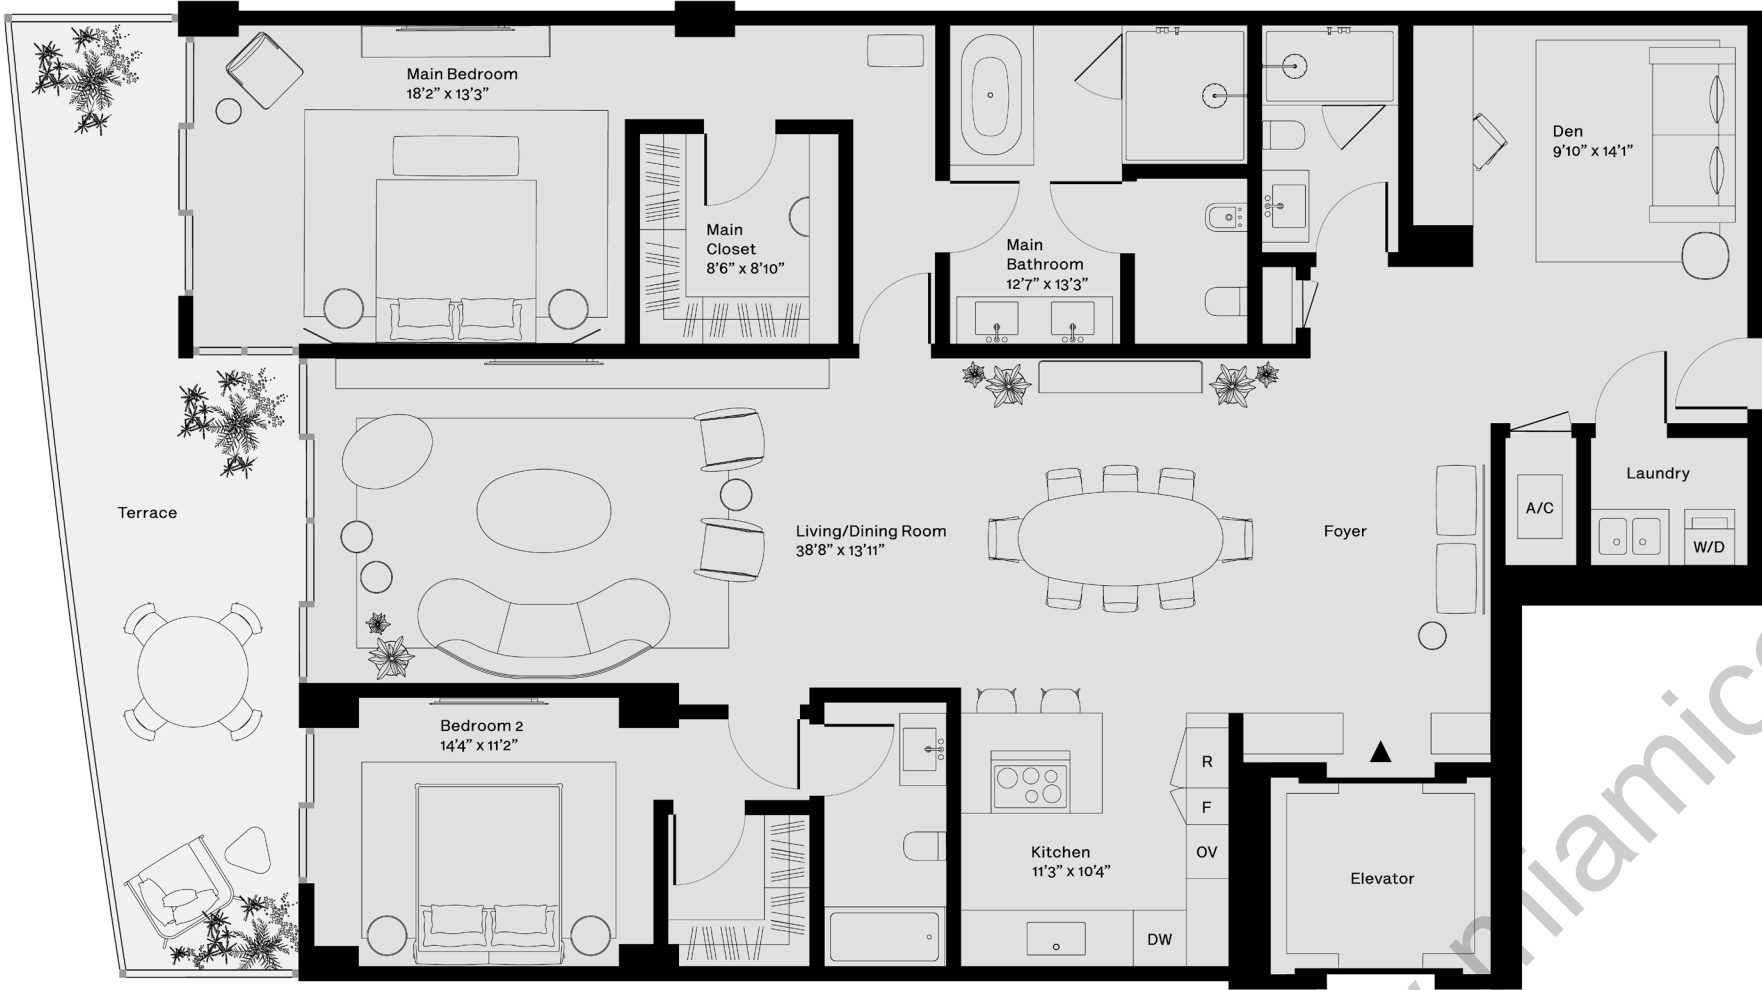 Main Bedroom
18'2" x 13'3"
Main
Closet
8'6" x 8'10"
Main
Bathroom
12'7" x 13'3"
Den
9'10" x 14'1"
Terrace
Living/Dining Room
38'8" x 13'11"
Foyer
A/C
Laundry
W/D
Bedroom 2
14'4" x 11'2"
Kitchen
11'3" x 10'4"
R
F
OV
DW
Elevator